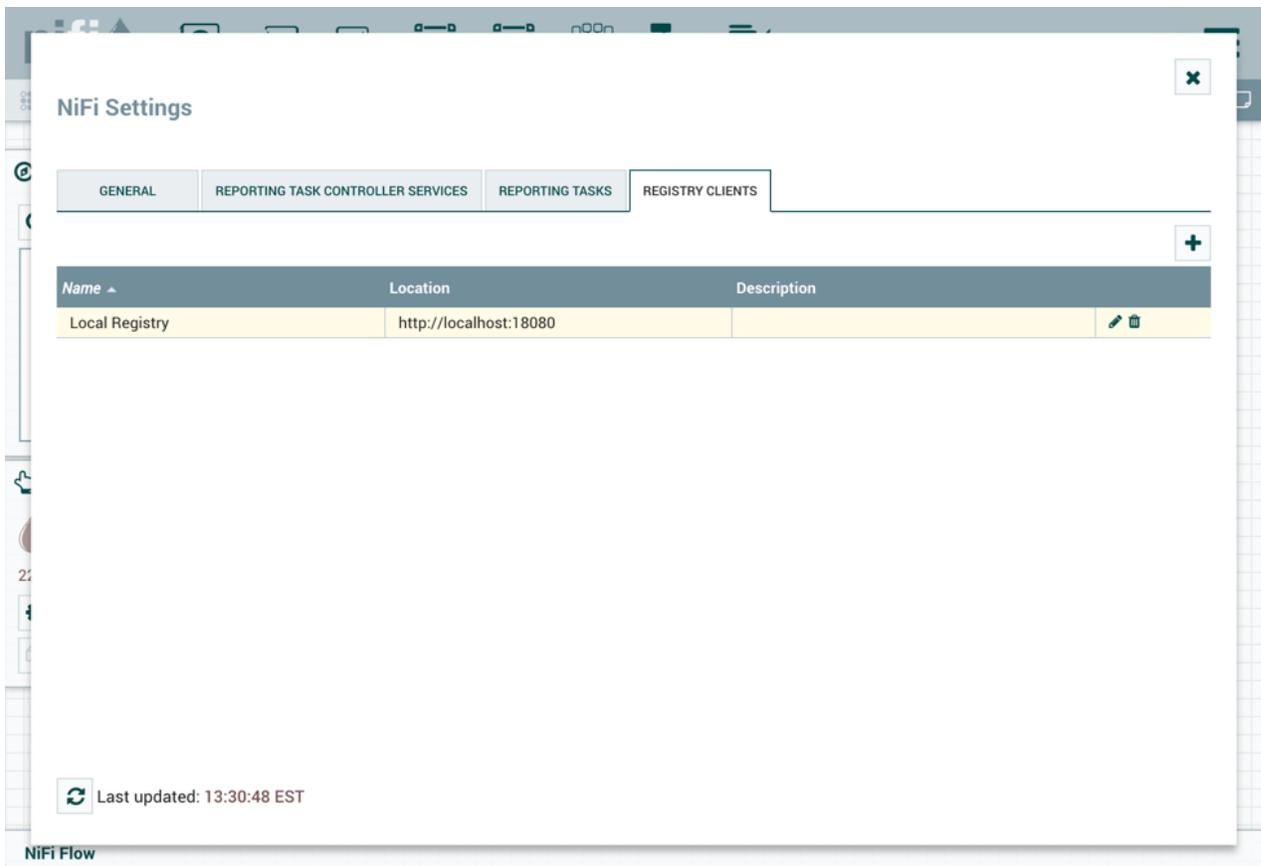 NiFi Settings
GENERAL REPORTING TASK CONTROLLER SERVICES REPORTING TASKS REGISTRY CLIENTS
Name Location Description
Local Registry http://localhost:18080
22
Last updated: 13:30:48 EST
NiFi Flow